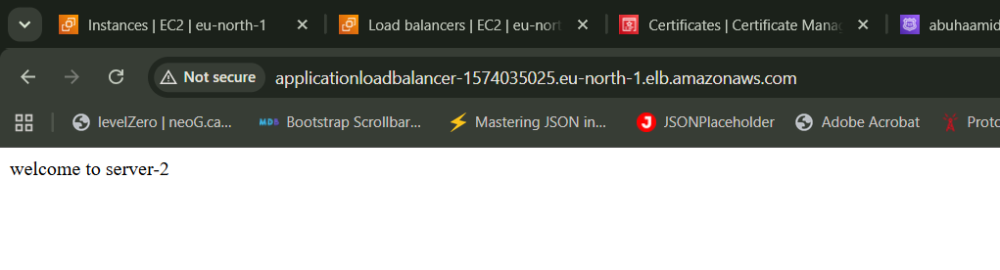 Instances | EC2 | eu-north-1 Load balancers | EC2 | eu-nort Certificates | Certificate Manag abuhaamid
Not secure applicationloadbalancer-1574035025.eu-north-1.elb.amazonaws.com
levelZero | neoG.ca... MDB Bootstrap Scrollbar... Mastering JSON in... J JSONPlaceholder Adobe Acrobat Proto
welcome to server-2